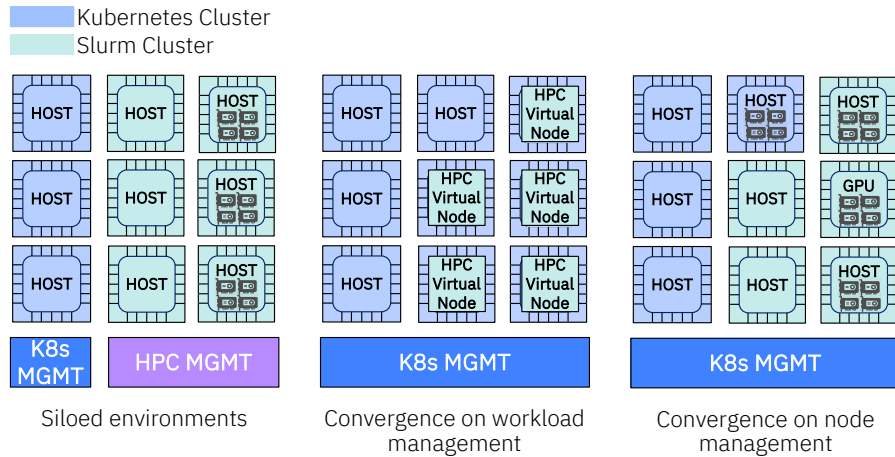 Kubernetes Cluster
Slurm Cluster
HOST
HOST
HOST
HOST
HOST
HOST
HOST
HOST
HOST
K8s
MGMT
HPC MGMT
Siloed environments
HOST
HOST
HPC
Virtual
Node
HOST
HPC
Virtual
Node
HPC
Virtual
Node
HOST
HPC
Virtual
Node
HPC
Virtual
Node
K8s MGMT
Convergence on workload
management
HOST
HOST
HOST
HOST
HOST
GPU
HOST
HOST
HOST
K8s MGMT
Convergence on node
management